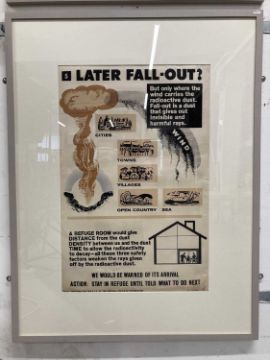 LATER FALL-OUT?
But only where the
wind carries the
radioactive dust.
Fall-out is a dust
that gives out
invisible and
harmful rays.
WIND
CITIES
TOWNS
VILLAGES
OPEN COUNTRY SEA
A REFUGE ROOM would give
DISTANCE from the dust
DENSITY between us and the dust
TIME to allow the radioactivity
to decay - all these three safety
factors weaken the rays given
off by the radioactive dust.
WE WOULD BE WARNED OF ITS ARRIVAL
ACTION: STAY IN REFUGE UNTIL TOLD WHAT TO DO NEXT